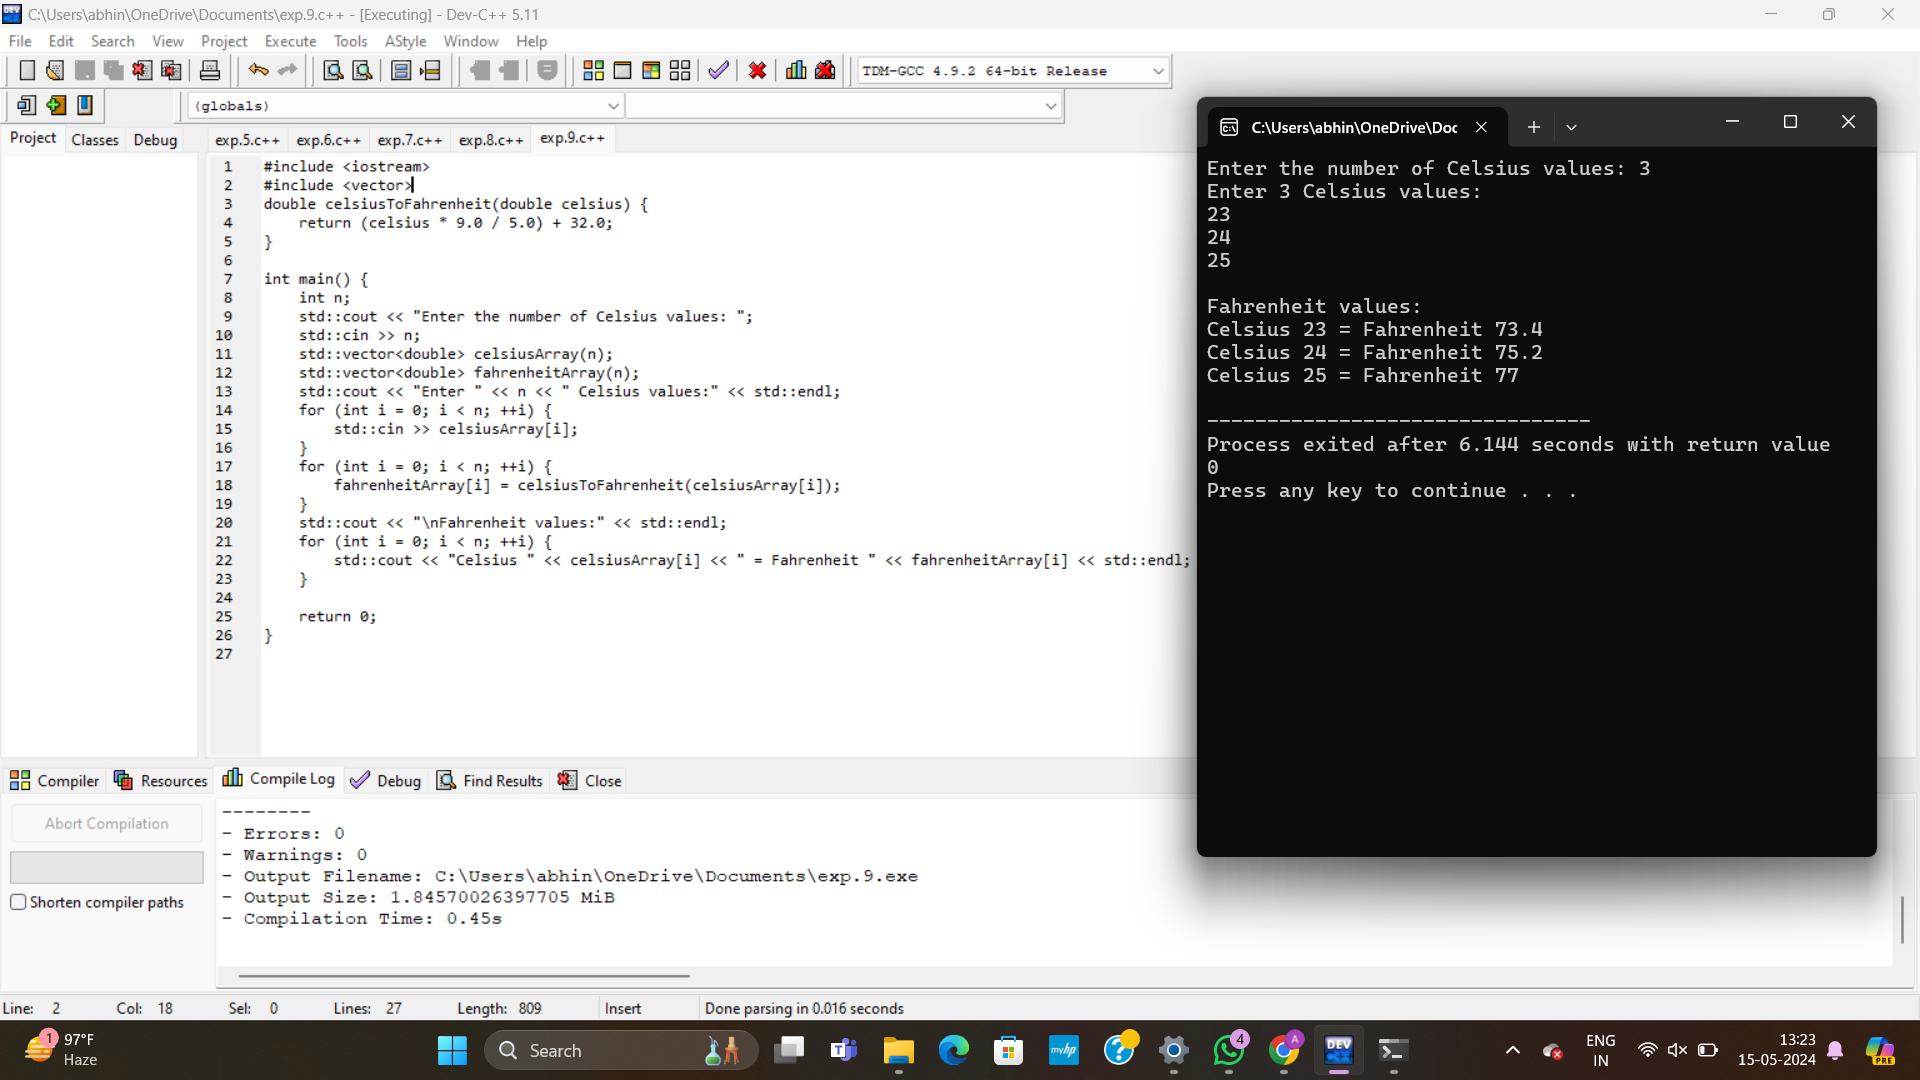 C:\Users\abhin\OneDrive\Documents\exp.9.c++ - [Executing] - Dev-C++ 5.11
File Edit Search View Project Execute Tools AStyle Window Help
TDM-GCC 4.9.2 64-bit Release
(globals)
Project Classes Debug
exp.5.c++ exp.6.c++ exp.7.c++ exp.8.c++ exp.9.c++
1 #include <iostream>
2 #include <vector>
3 double celsiusToFahrenheit(double celsius) {
4 return (celsius * 9.0 / 5.0) + 32.0;
5 }
6
7 int main() {
8 int n;
9 std::cout << "Enter the number of Celsius values: ";
10 std::cin >> n;
11 std::vector<double> celsiusArray(n);
12 std::vector<double> fahrenheitArray(n);
13 std::cout << "Enter " << n << " Celsius values:" << std::endl;
14 for (int i = 0; i < n; ++i) {
15 std::cin >> celsiusArray[i];
16 }
17 for (int i = 0; i < n; ++i) {
18 fahrenheitArray[i] = celsiusToFahrenheit(celsiusArray[i]);
19 }
20 std::cout << "\nFahrenheit values:" << std::endl;
21 for (int i = 0; i < n; ++i) {
22 std::cout << "Celsius " << celsiusArray[i] << " = Fahrenheit " << fahrenheitArray[i] << std::endl;
23 }
24
25 return 0;
26 }
27
C:\Users\abhin\OneDrive\Doc
Enter the number of Celsius values: 3
Enter 3 Celsius values:
23
24
25
Fahrenheit values:
Celsius 23 = Fahrenheit 73.4
Celsius 24 = Fahrenheit 75.2
Celsius 25 = Fahrenheit 77
--------------------------------
Process exited after 6.144 seconds with return value
0
Press any key to continue . . .
Compiler Resources Compile Log Debug Find Results Close
Abort Compilation
Shorten compiler paths
--------
- Errors: 0
- Warnings: 0
- Output Filename: C:\Users\abhin\OneDrive\Documents\exp.9.exe
- Output Size: 1.84570026397705 MiB
- Compilation Time: 0.45s
Line: 2 Col: 18 Sel: 0 Lines: 27 Length: 809 Insert Done parsing in 0.016 seconds
1 97°F
Haze
Search
myhp
4
A
DEV
C++
ENG
IN
13:23
15-05-2024
PRE